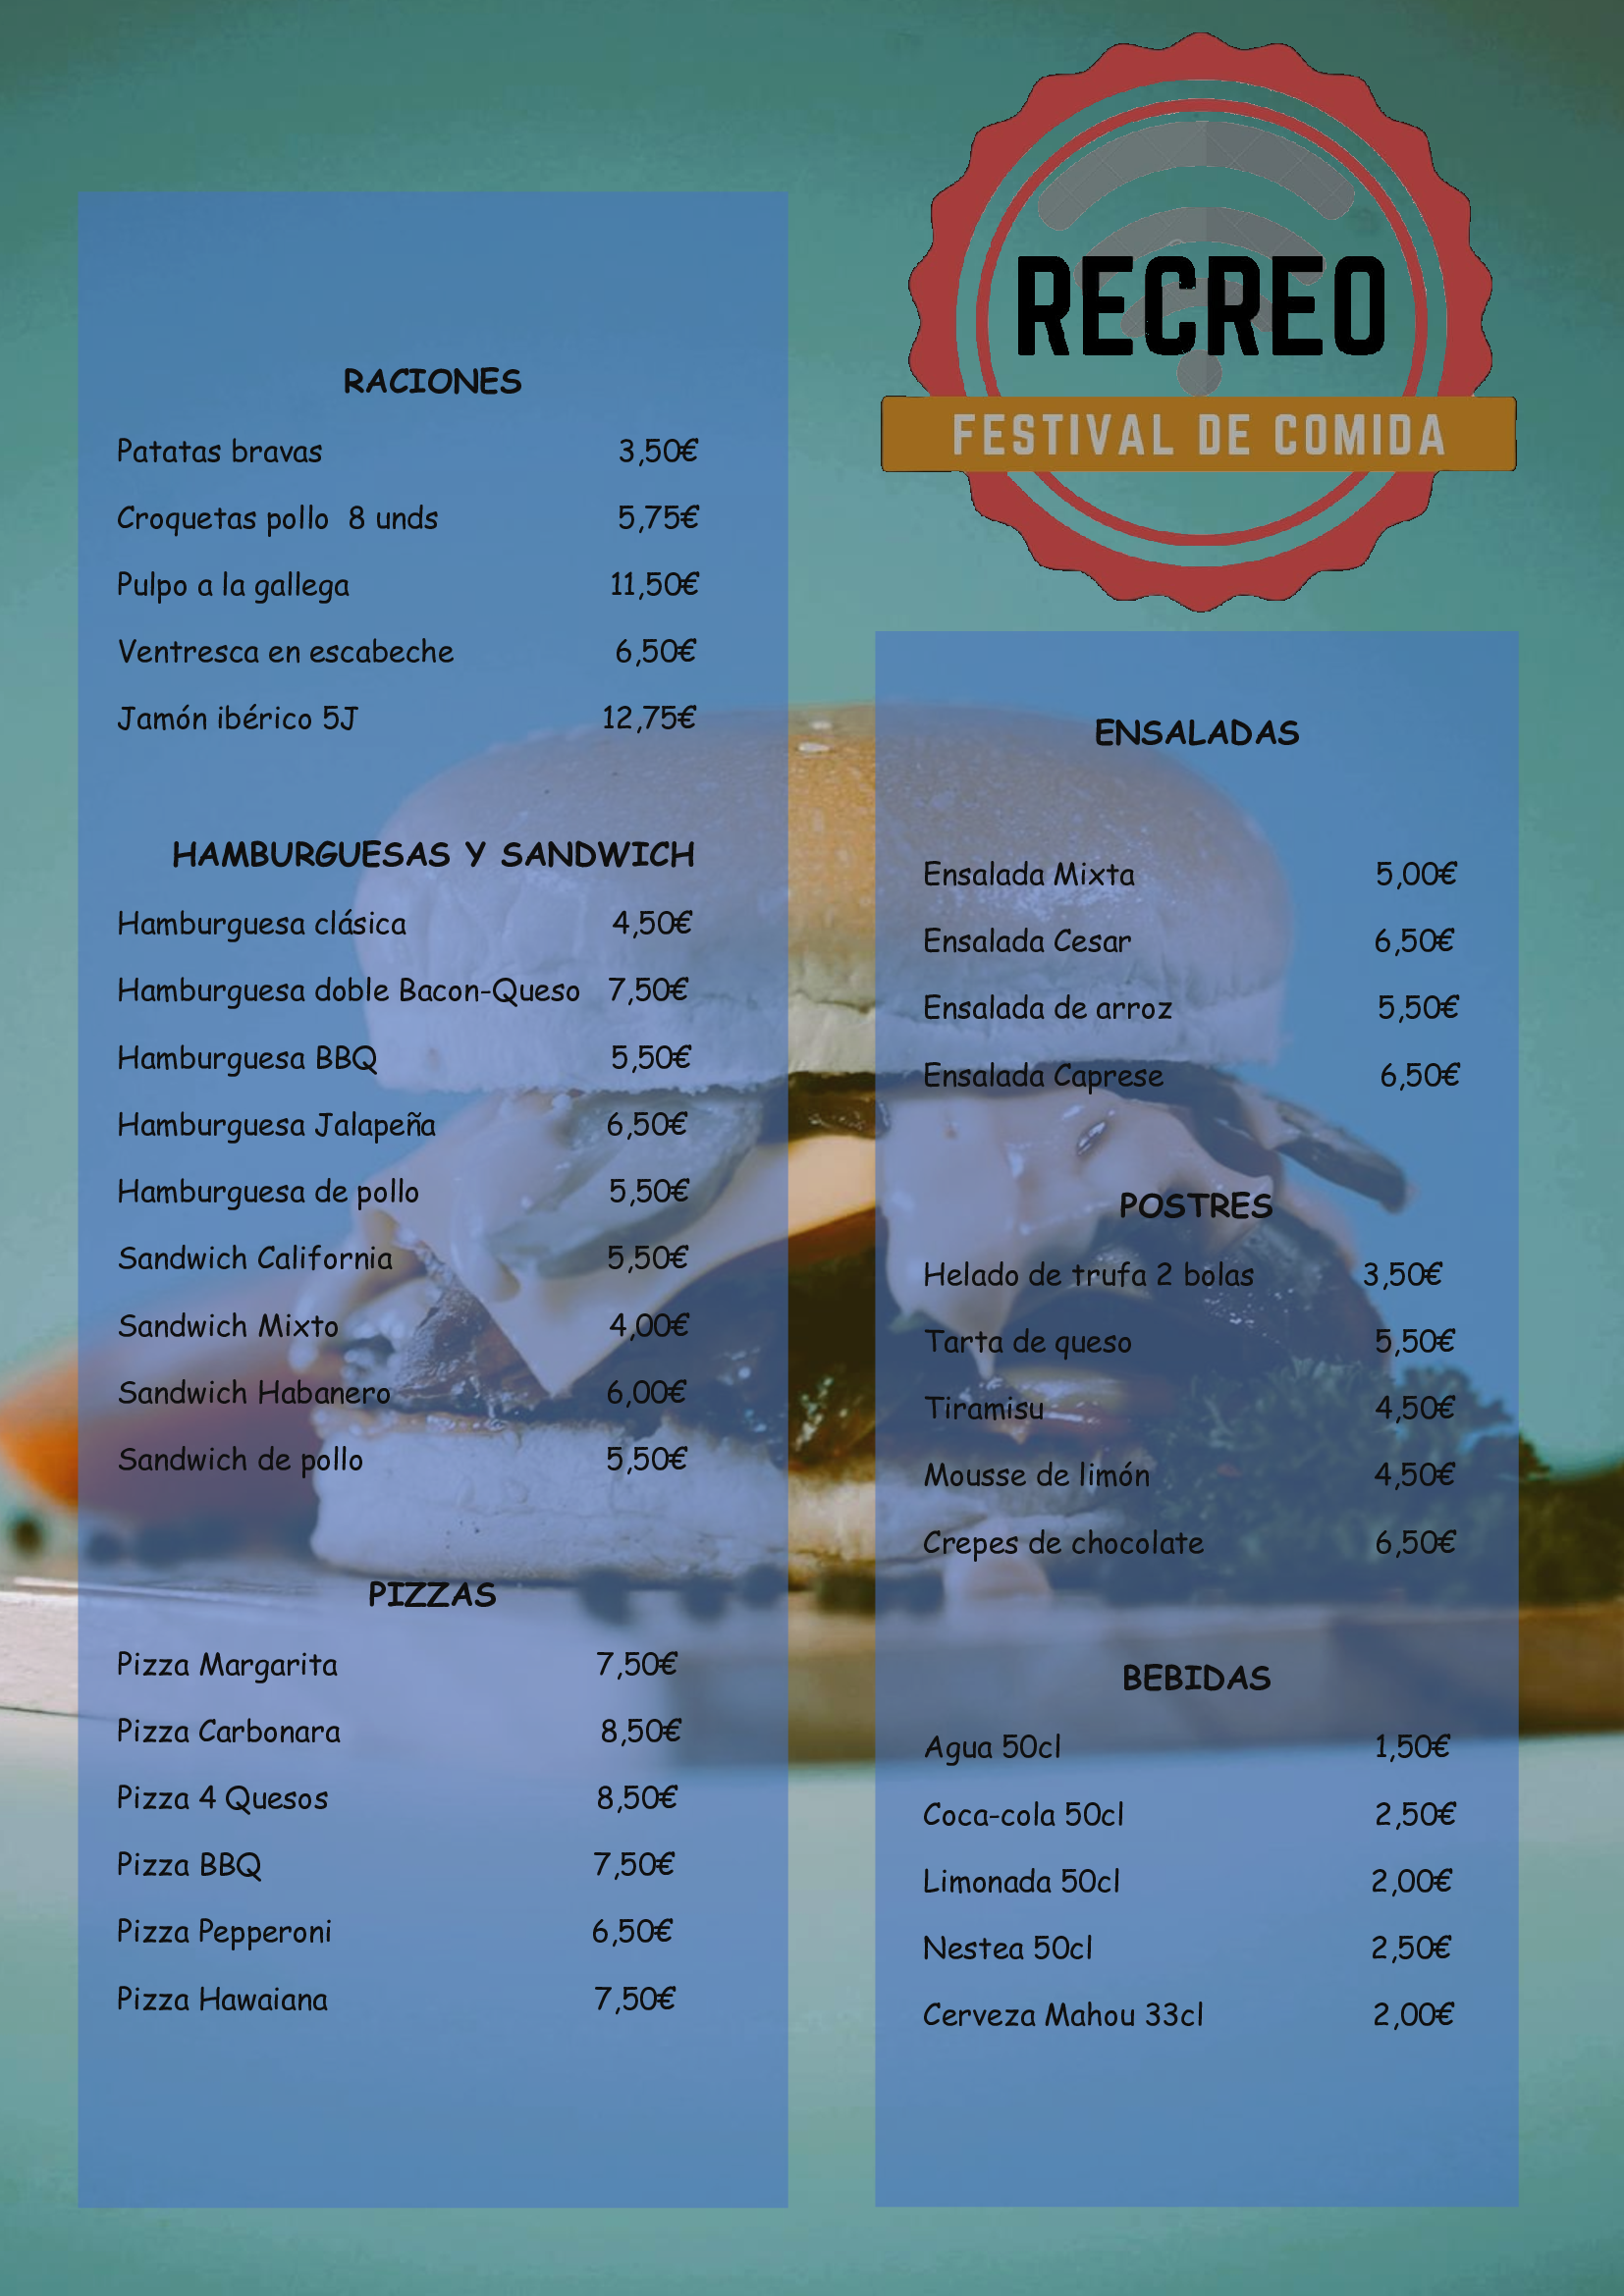 RACIONES
Patatas bravas 3,50€
Croquetas pollo 8 unds 5,75€
Pulpo a la gallega 11,50€
Ventresca en escabeche 6,50€
Jamón ibérico 5J 12,75€
HAMBURGUESAS Y SANDWICH
Hamburguesa clásica 4,50€
Hamburguesa doble Bacon-Queso 7,50€
Hamburguesa BBQ 5,50€
Hamburguesa Jalapeña 6,50€
Hamburguesa de pollo 5,50€
Sandwich California 5,50€
Sandwich Mixto 4,00€
Sandwich Habanero 6,00€
Sandwich de pollo 5,50€
PIZZAS
Pizza Margarita 7,50€
Pizza Carbonara 8,50€
Pizza 4 Quesos 8,50€
Pizza BBQ 7,50€
Pizza Pepperoni 6,50€
Pizza Hawaiana 7,50€
RECREO
FESTIVAL DE COMIDA
ENSALADAS
Ensalada Mixta 5,00€
Ensalada Cesar 6,50€
Ensalada de arroz 5,50€
Ensalada Caprese 6,50€
POSTRES
Helado de trufa 2 bolas 3,50€
Tarta de queso 5,50€
Tiramisu 4,50€
Mousse de limón 4,50€
Crepes de chocolate 6,50€
BEBIDAS
Agua 50cl 1,50€
Coca-cola 50cl 2,50€
Limonada 50cl 2,00€
Nestea 50cl 2,50€
Cerveza Mahou 33cl 2,00€